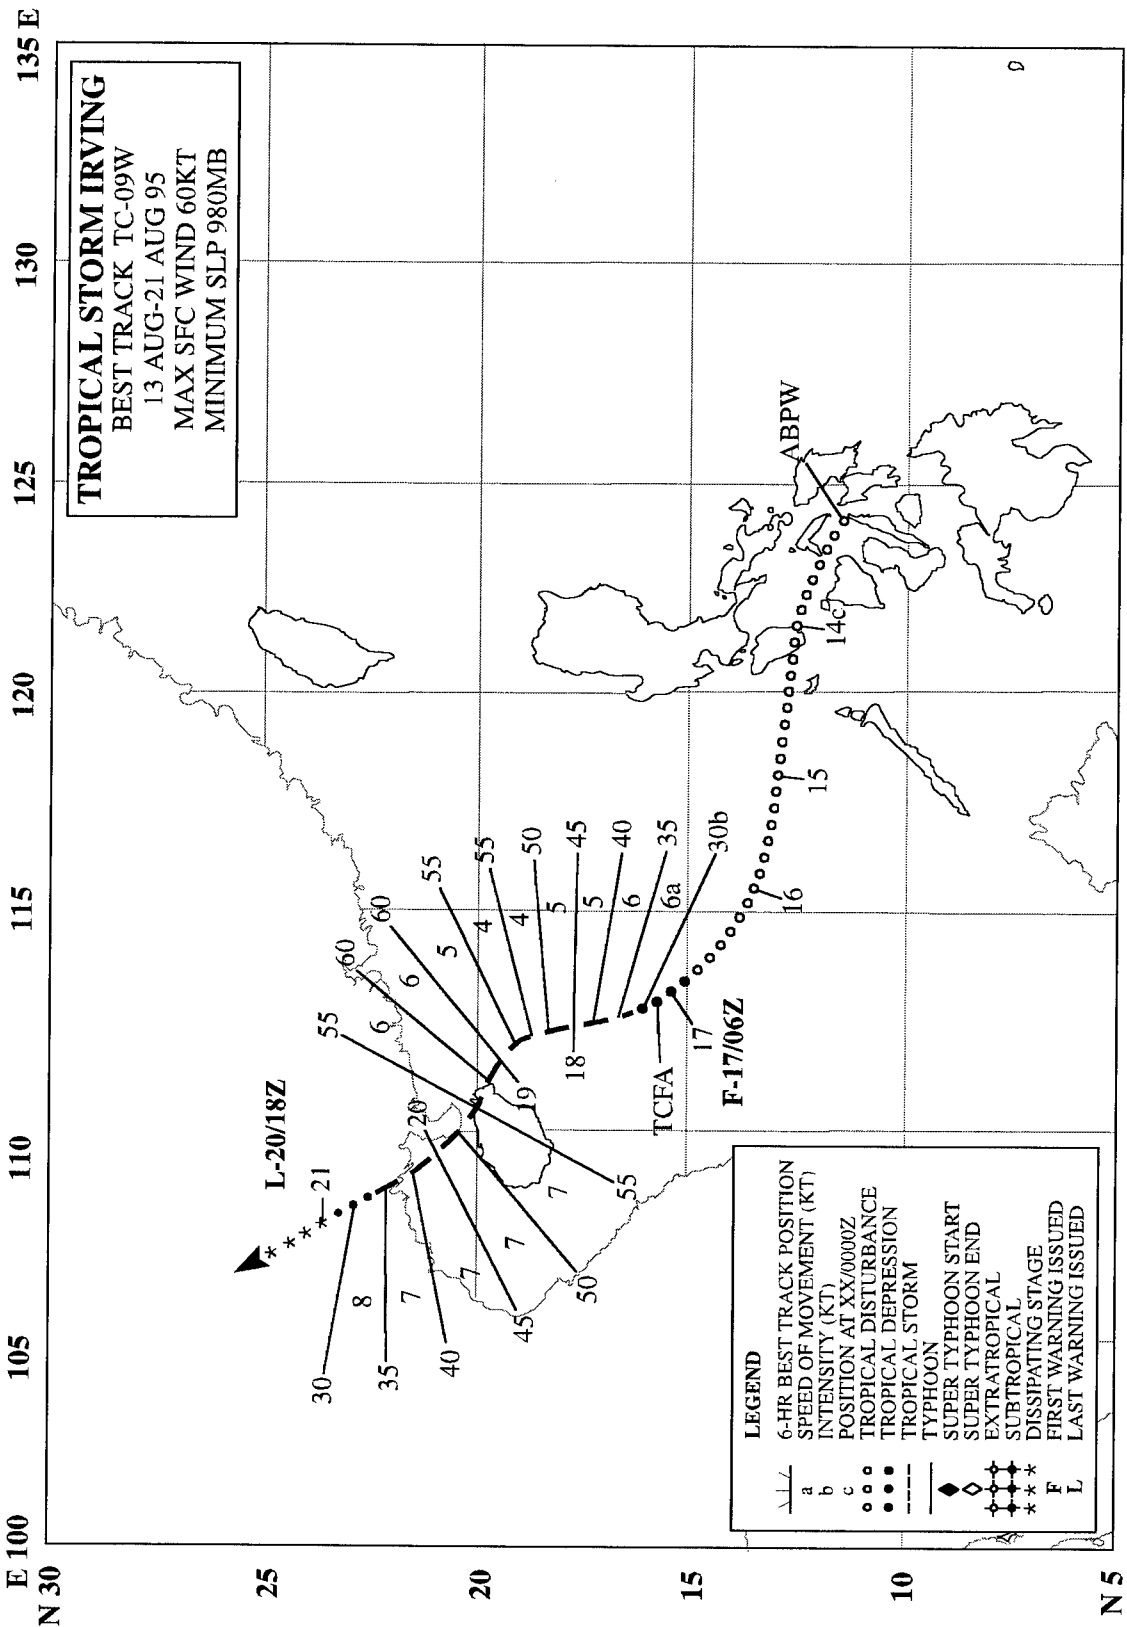 TROPICAL STORM IRVING
BEST TRACK TC-09W
13 AUG-21 AUG 95
MAX SFC WIND 60KT
MINIMUM SLP 980MB
E 100
105
110
115
120
125
130
135 E
N 30
25
20
15
10
N 5
L-20/18Z
21
30
35
40
45
50
55
55
60
60
55
55
50
45
40
35
30b
8
7
7
7
7
6
6
5
4
4
5
5
6
6a
20
19
18
17
TCFA
F-17/06Z
16
15
14c
ABPW
LEGEND
6-HR BEST TRACK POSITION
a SPEED OF MOVEMENT (KT)
b INTENSITY (KT)
c POSITION AT XX/0000Z
TROPICAL DISTURBANCE
TROPICAL DEPRESSION
TROPICAL STORM
TYPHOON
SUPER TYPHOON START
SUPER TYPHOON END
EXTRATROPICAL
SUBTROPICAL
*** DISSIPATING STAGE
F FIRST WARNING ISSUED
L LAST WARNING ISSUED